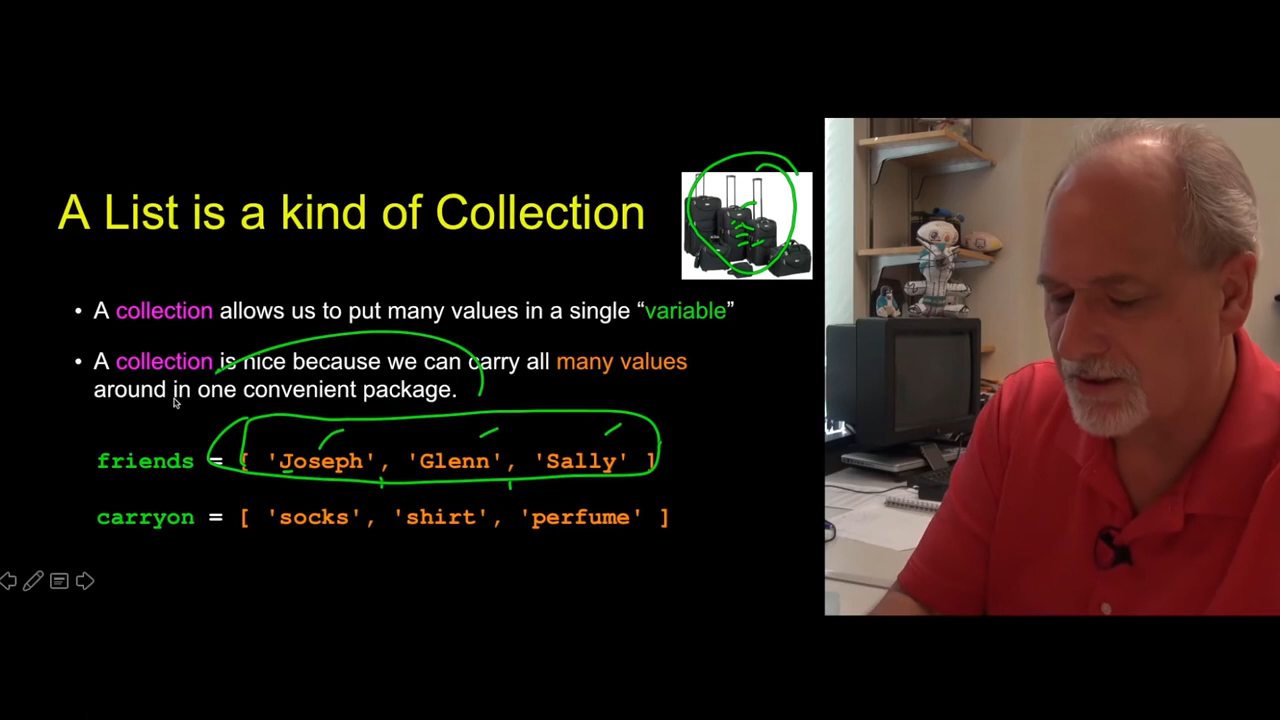 A List is a kind of Collection
• A collection allows us to put many values in a single “variable”
• A collection is nice because we can carry all many values
around in one convenient package.
friends = [ 'Joseph', 'Glenn', 'Sally' ]
carryon = [ 'socks', 'shirt', 'perfume' ]